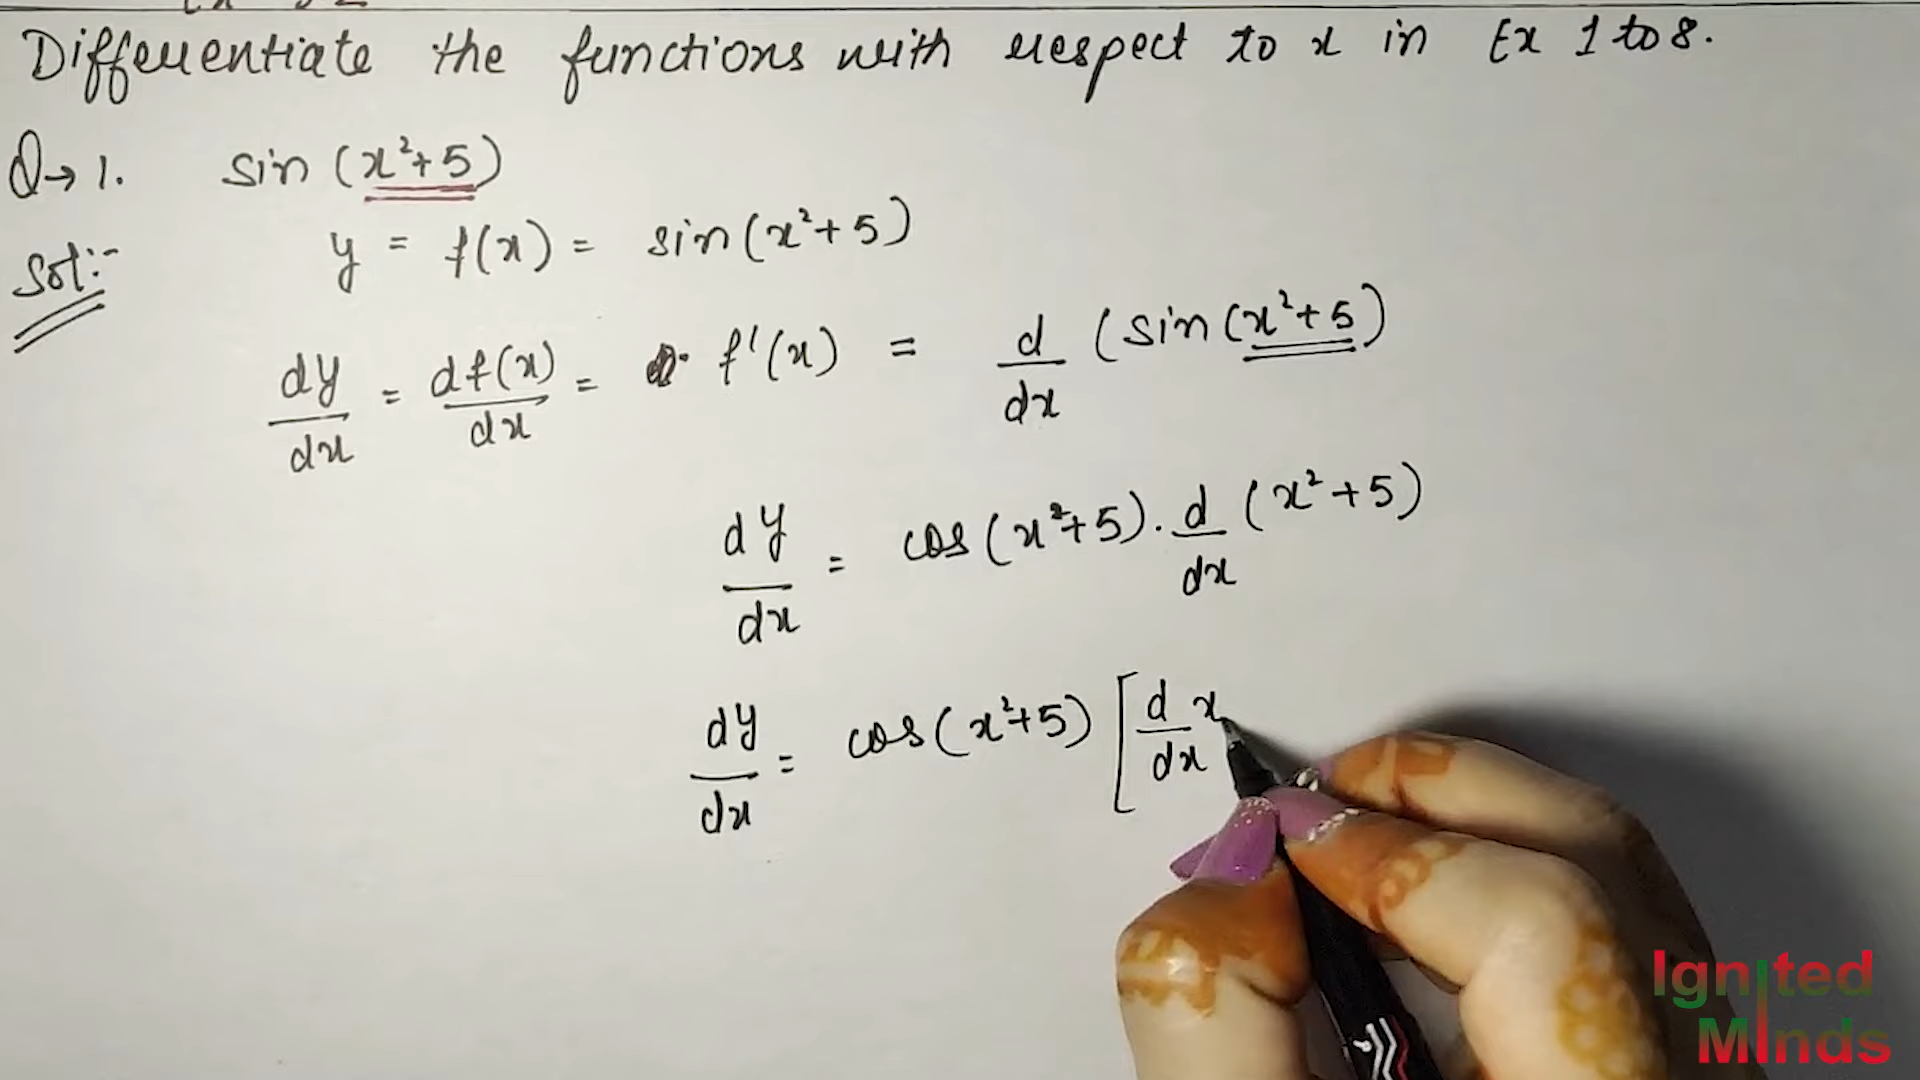 Differentiate the functions with respect to x in Ex 1 to 8.
Q→ 1. sin (x²+5)
Sol:- y = f(x) = sin(x²+5)
dy/dx = df(x)/dx = f'(x) = d/dx (sin(x²+5)
dy/dx = cos(x²+5) . d/dx (x²+5)
dy/dx = cos(x²+5) [d/dx x
Ignited
Minds